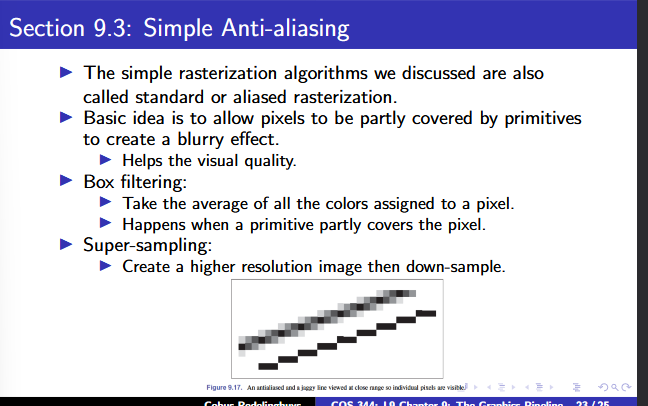 Section 9.3: Simple Anti-aliasing
The simple rasterization algorithms we discussed are also
called standard or aliased rasterization.
Basic idea is to allow pixels to be partly covered by primitives
to create a blurry effect.
Helps the visual quality.
Box filtering:
Take the average of all the colors assigned to a pixel.
Happens when a primitive partly covers the pixel.
Super-sampling:
Create a higher resolution image then down-sample.
Figure 9.17. An antialiased and a jaggy line viewed at close range so individual pixels are visible.
COS 344: L9 Chapter 9: The Graphics Pipeline 23 / 25